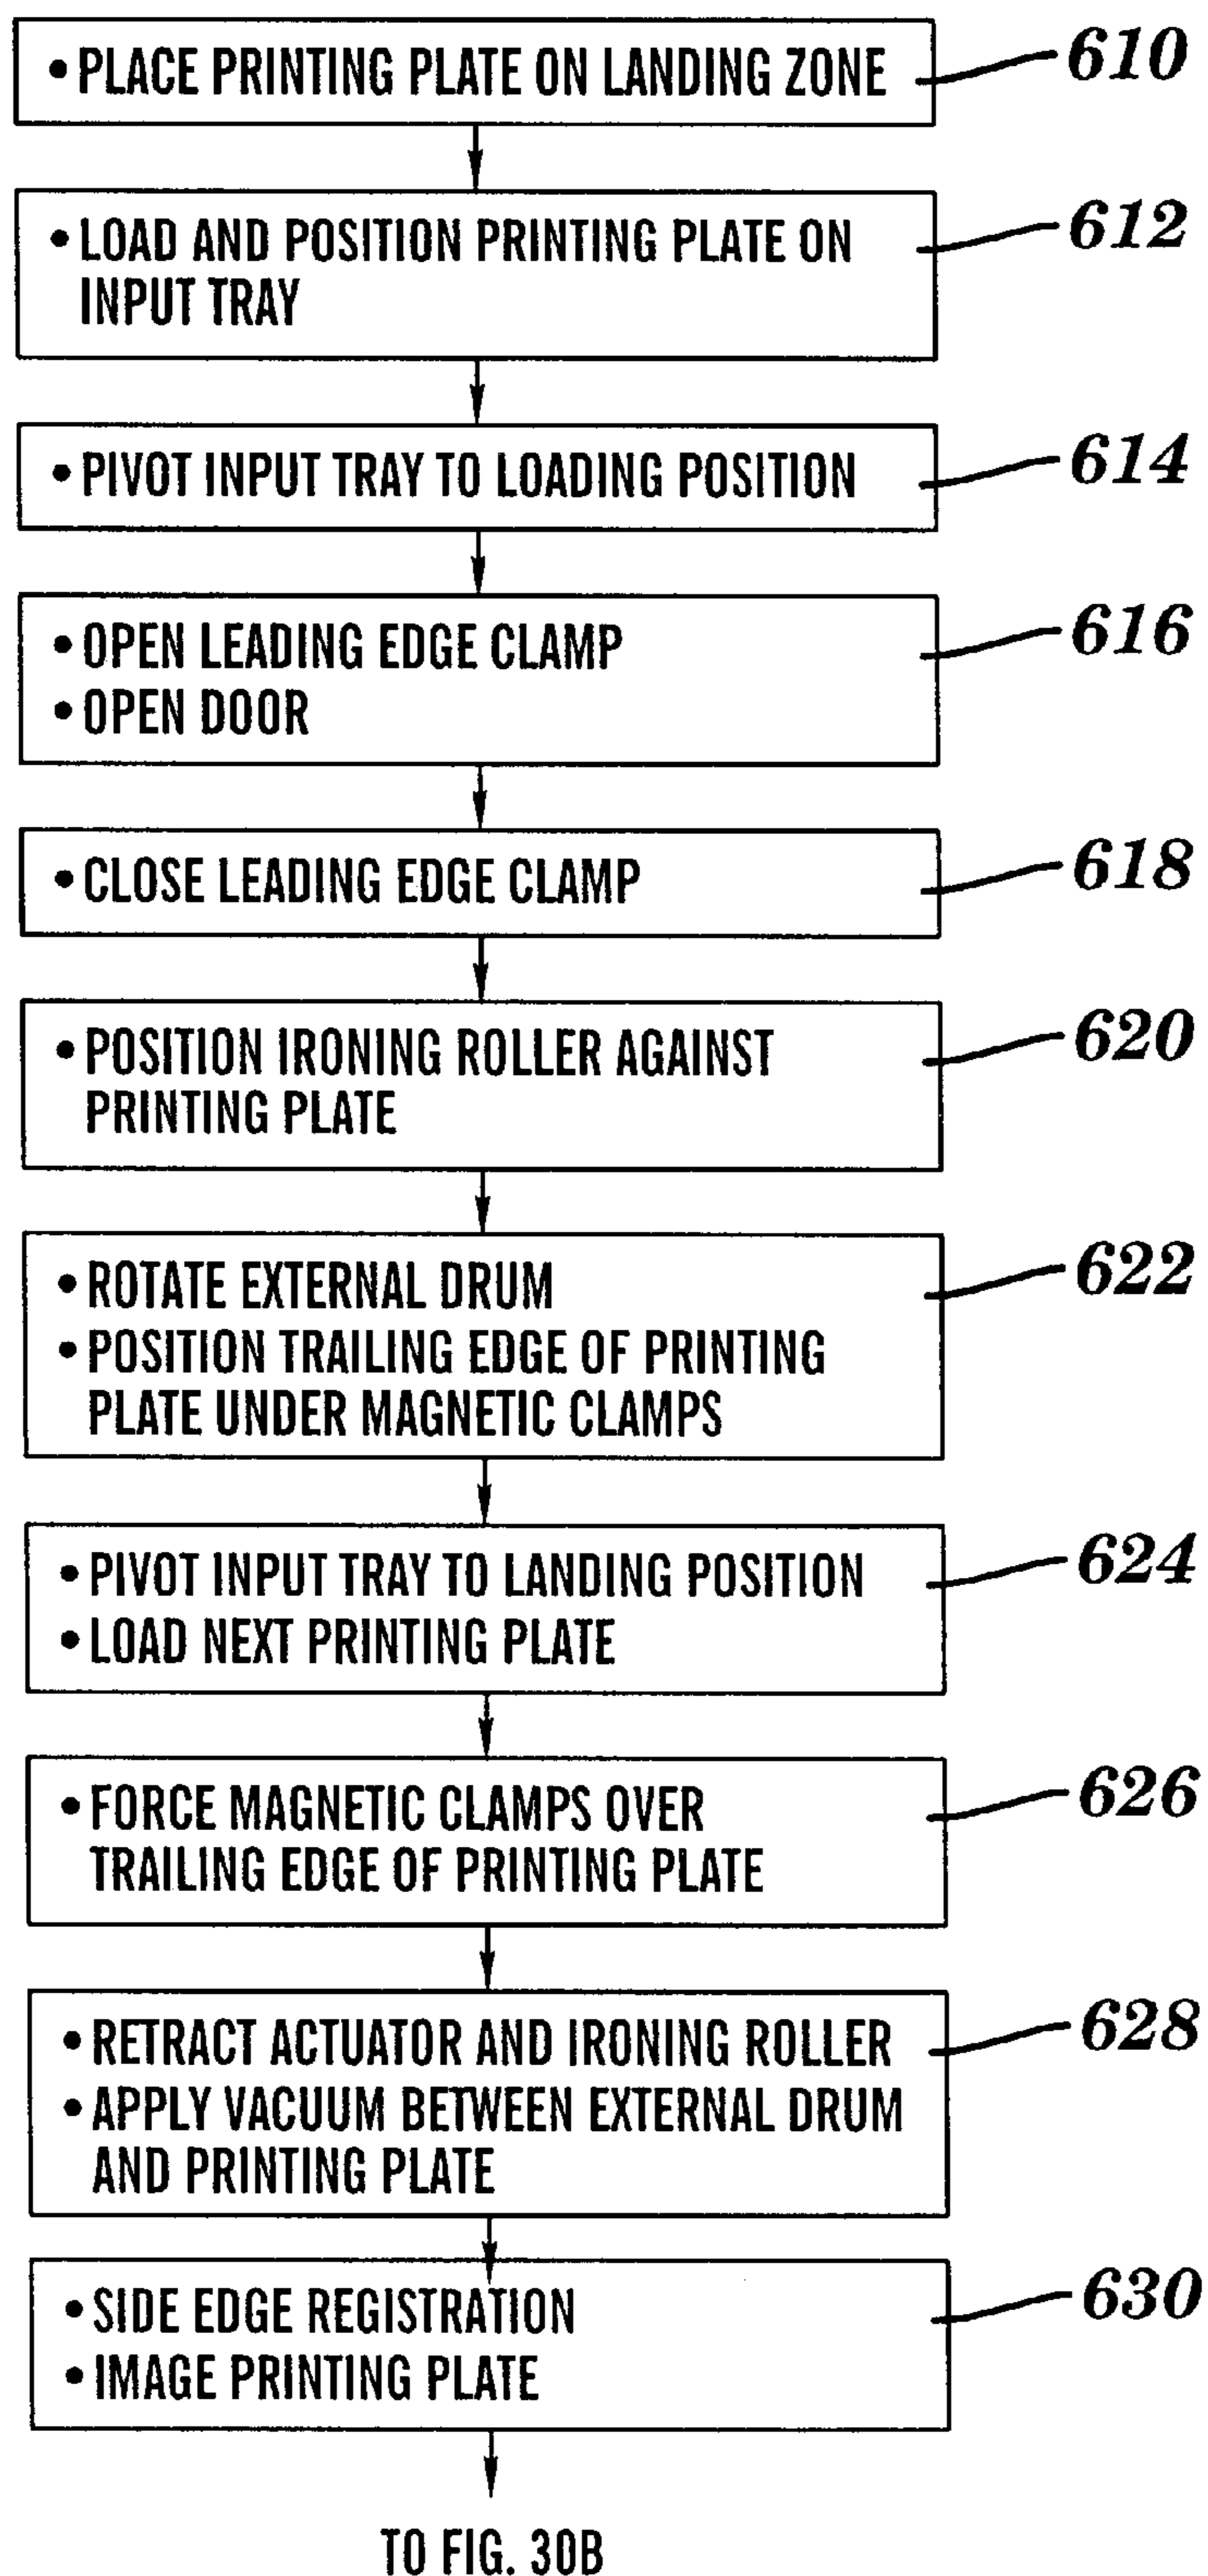 • PLACE PRINTING PLATE ON LANDING ZONE
610
• LOAD AND POSITION PRINTING PLATE ON
INPUT TRAY
612
• PIVOT INPUT TRAY TO LOADING POSITION
614
• OPEN LEADING EDGE CLAMP
• OPEN DOOR
616
• CLOSE LEADING EDGE CLAMP
618
• POSITION IRONING ROLLER AGAINST
PRINTING PLATE
620
• ROTATE EXTERNAL DRUM
• POSITION TRAILING EDGE OF PRINTING
PLATE UNDER MAGNETIC CLAMPS
622
• PIVOT INPUT TRAY TO LANDING POSITION
• LOAD NEXT PRINTING PLATE
624
• FORCE MAGNETIC CLAMPS OVER
TRAILING EDGE OF PRINTING PLATE
626
• RETRACT ACTUATOR AND IRONING ROLLER
• APPLY VACUUM BETWEEN EXTERNAL DRUM
AND PRINTING PLATE
628
• SIDE EDGE REGISTRATION
• IMAGE PRINTING PLATE
630
TO FIG. 30B